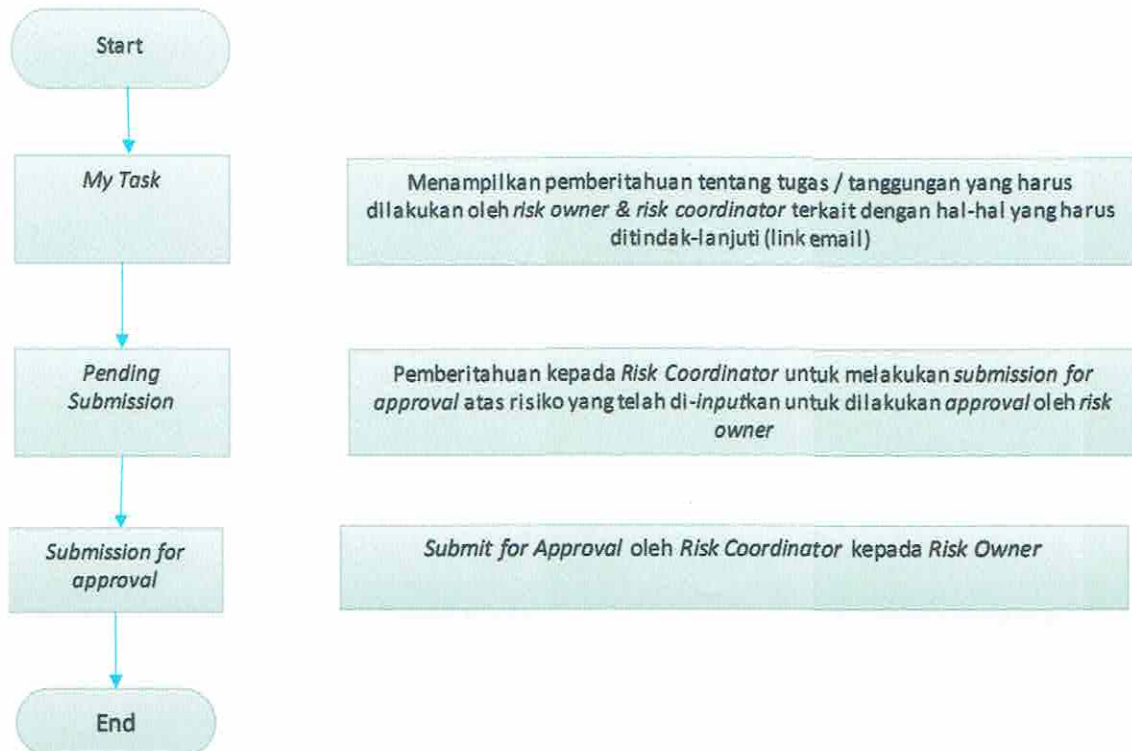 Start
My Task
Menampilkan pemberitahuan tentang tugas / tanggungan yang harus
dilakukan oleh risk owner & risk coordinator terkait dengan hal-hal yang harus
ditindak-lanjuti (link email)
Pending
Submission
Pemberitahuan kepada Risk Coordinator untuk melakukan submission for
approval atas risiko yang telah di-inputkan untuk dilakukan approval oleh risk
owner
Submission for
approval
Submit for Approval oleh Risk Coordinator kepada Risk Owner
End